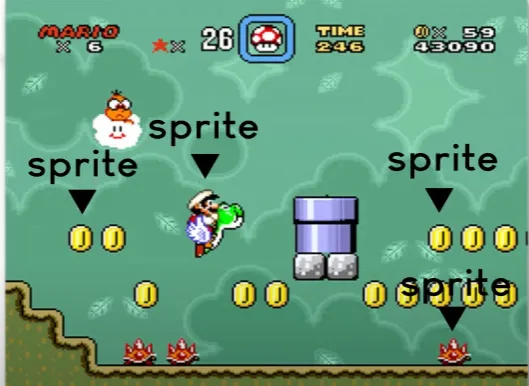 MARIO
x 6
★x 26
TIME
246
x 59
43090
sprite
sprite
sprite
sprite